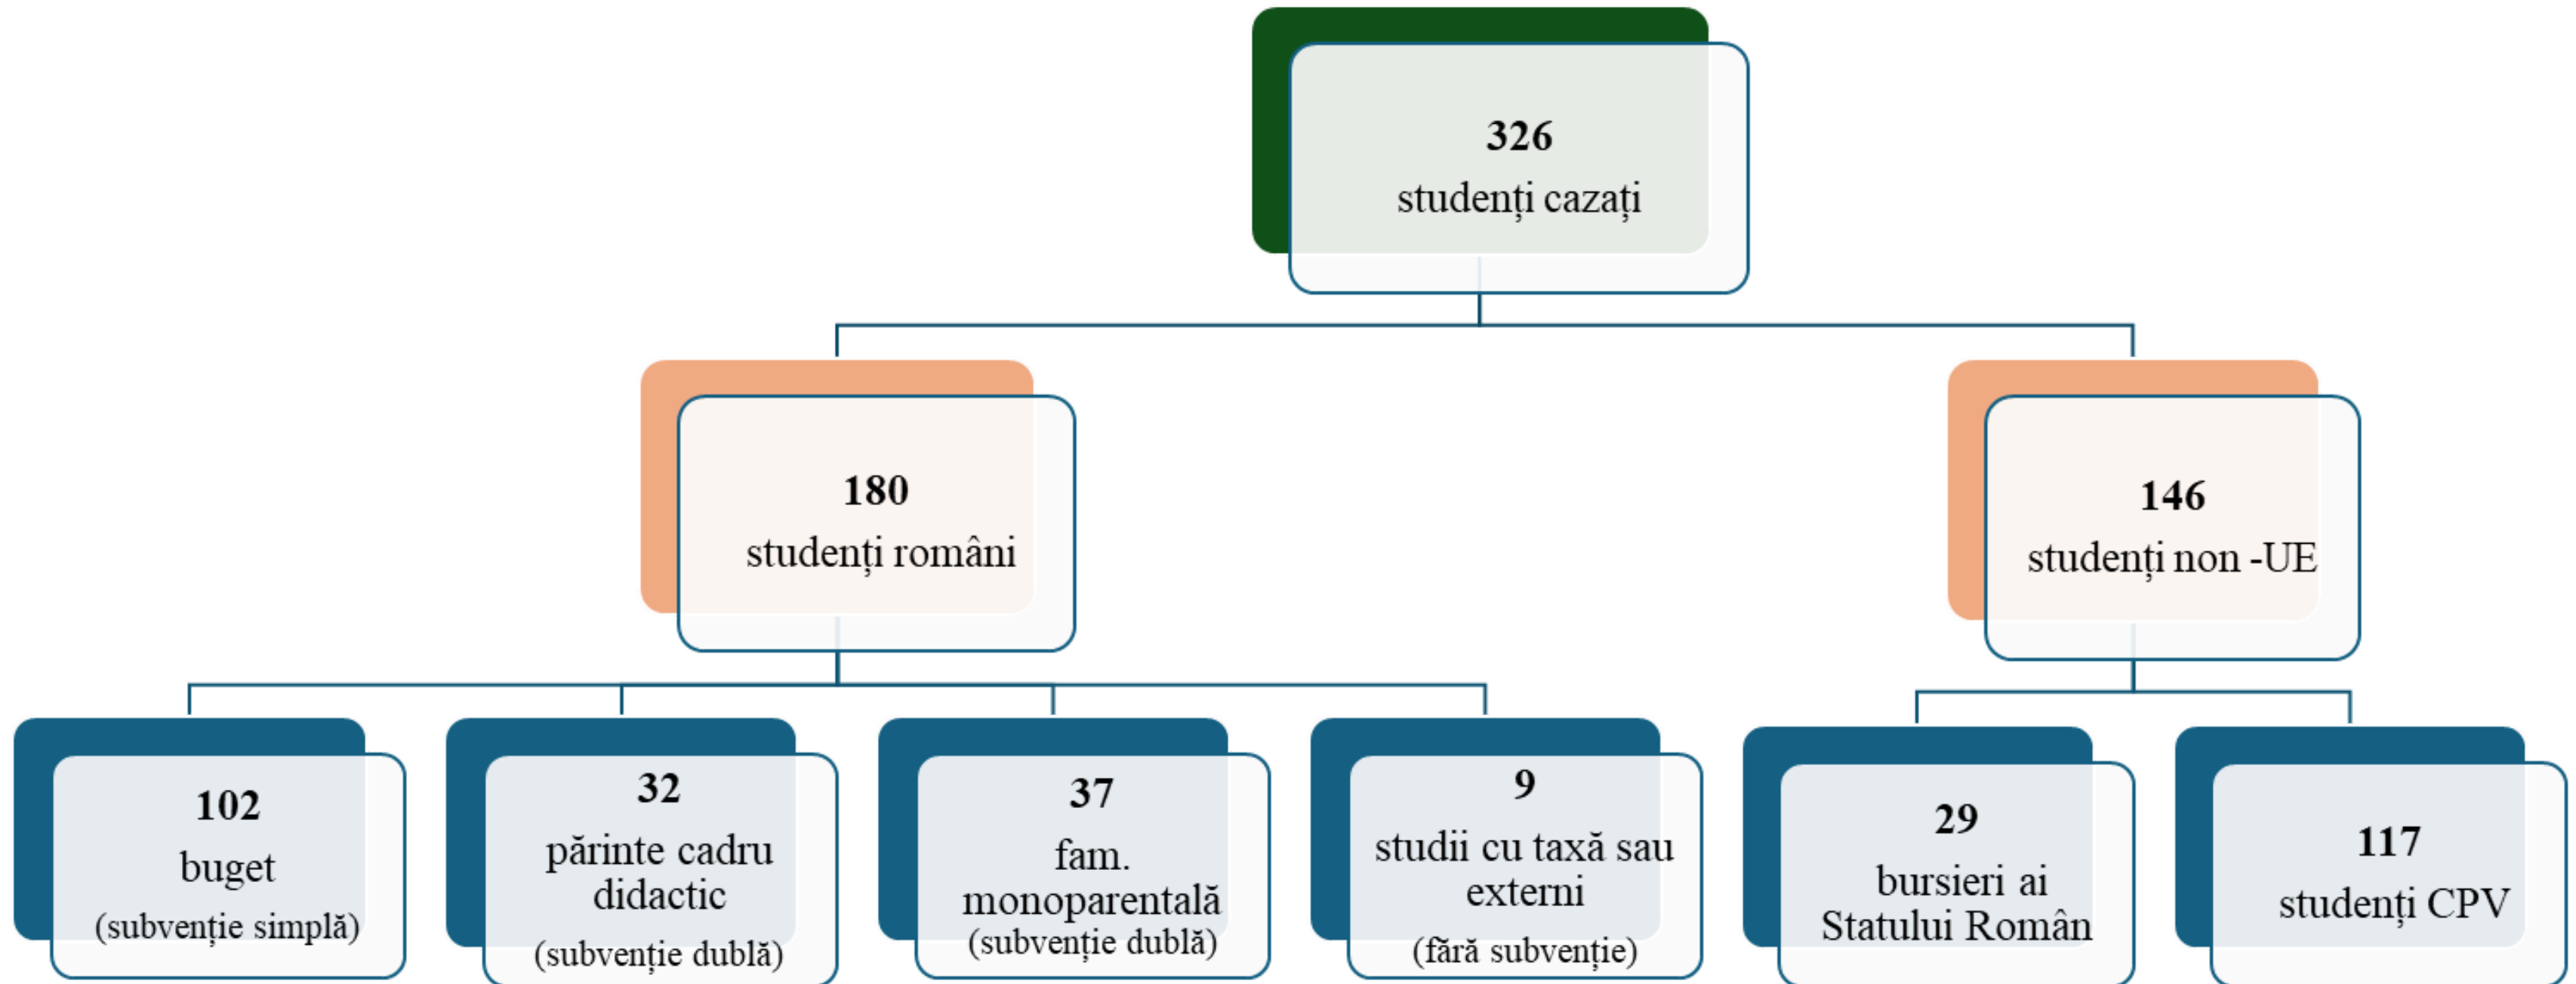 326
studenți cazați
180
studenți români
146
studenți non -UE
102
buget
(subvenție simplă)
32
părinte cadru
didactic
(subvenție dublă)
37
fam.
monoparentală
(subvenție dublă)
9
studii cu taxă sau
externi
(fără subvenție)
29
bursieri ai
Statului Român
117
studenți CPV